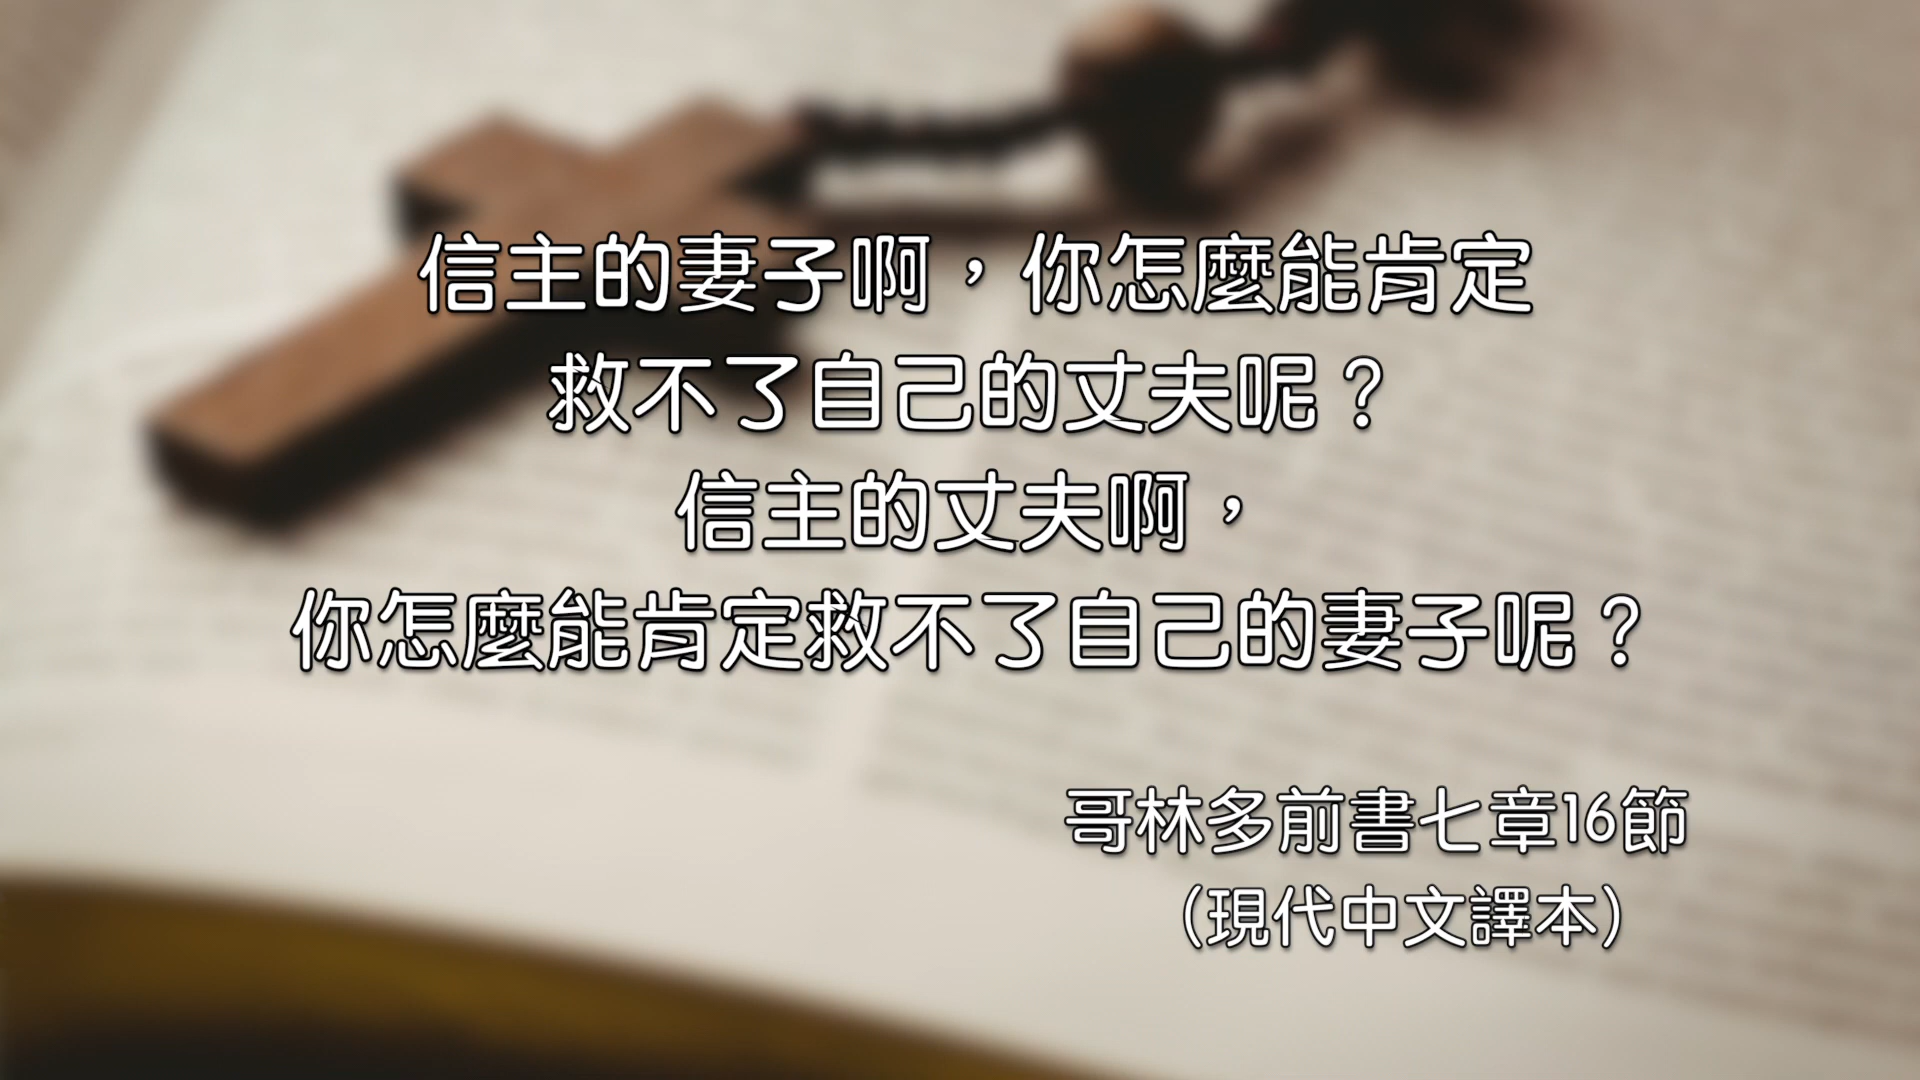 信主的妻子啊，你怎麼能肯定
救不了自己的丈夫呢？
信主的丈夫啊，
你怎麼能肯定救不了自己的妻子呢？
哥林多前書七章16節
（現代中文譯本）